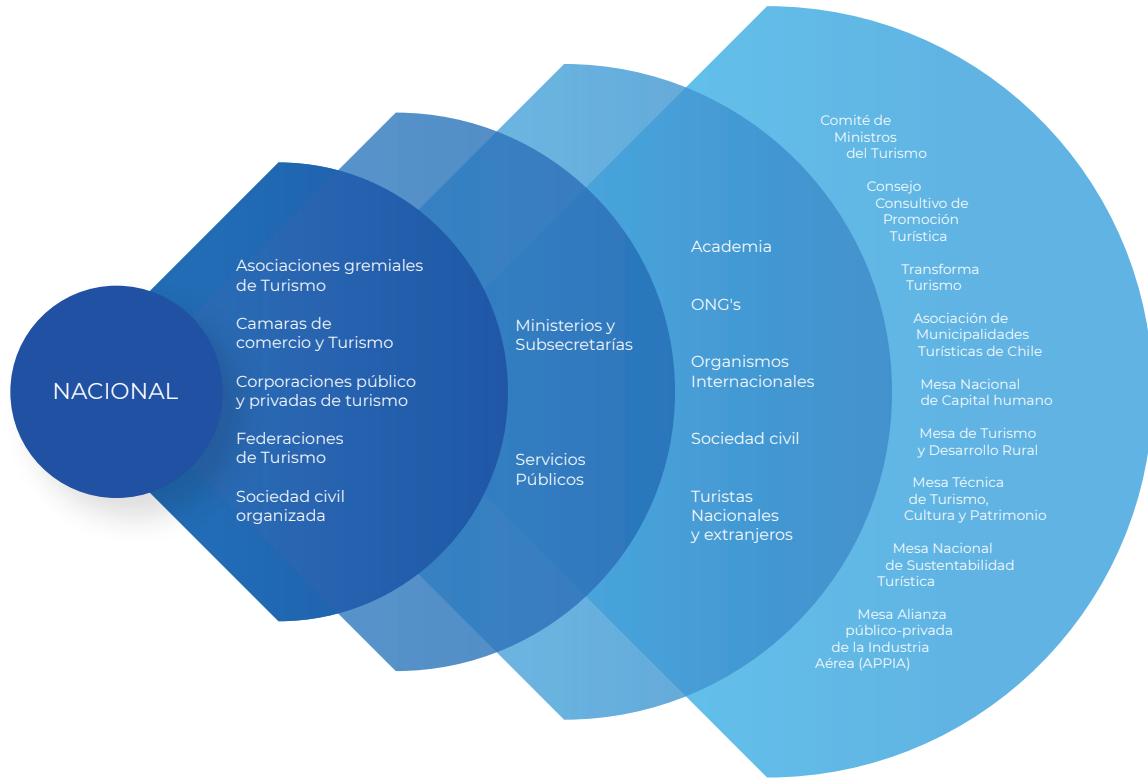 NACIONAL
Asociaciones gremiales
de Turismo
Camaras de
comercio y Turismo
Corporaciones público
y privadas de turismo
Federaciones
de Turismo
Sociedad civil
organizada
Ministerios y
Subsecretarías
Servicios
Públicos
Academia
ONG's
Organismos
Internacionales
Sociedad civil
Turistas
Nacionales
y extranjeros
Comité de
Ministros
del Turismo
Consejo
Consultivo de
Promoción
Turística
Transforma
Turismo
Asociación de
Municipalidades
Turísticas de Chile
Mesa Nacional
de Capital humano
Mesa de Turismo
y Desarrollo Rural
Mesa Técnica
de Turismo,
Cultura y Patrimonio
Mesa Nacional
de Sustentabilidad
Turística
Mesa Alianza
público-privada
de la Industria
Aérea (APPIA)